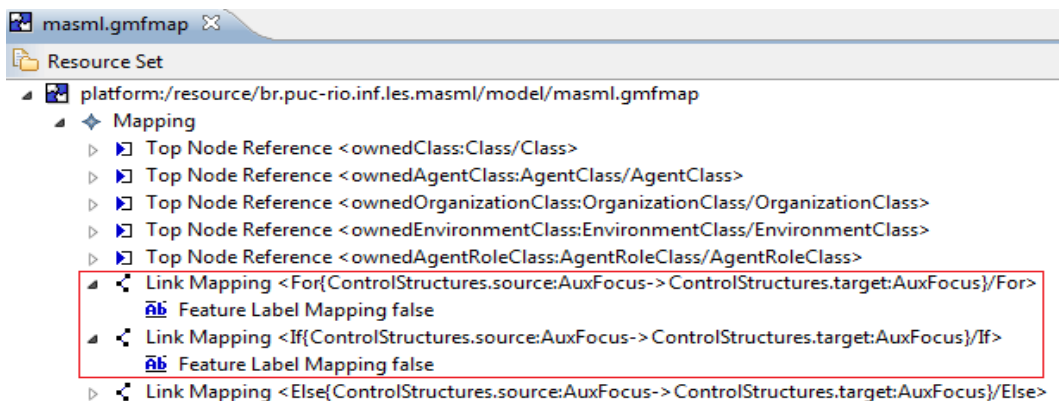 masml.gmfmap
Resource Set
platform:/resource/br.puc-rio.inf.les.masml/model/masml.gmfmap
Mapping
Top Node Reference <ownedClass:Class/Class>
Top Node Reference <ownedAgentClass:AgentClass/AgentClass>
Top Node Reference <ownedOrganizationClass:OrganizationClass/OrganizationClass>
Top Node Reference <ownedEnvironmentClass:EnvironmentClass/EnvironmentClass>
Top Node Reference <ownedAgentRoleClass:AgentRoleClass/AgentRoleClass>
Link Mapping <For{ControlStructures.source:AuxFocus->ControlStructures.target:AuxFocus}/For>
Ab Feature Label Mapping false
Link Mapping <If{ControlStructures.source:AuxFocus->ControlStructures.target:AuxFocus}/If>
Ab Feature Label Mapping false
Link Mapping <Else{ControlStructures.source:AuxFocus->ControlStructures.target:AuxFocus}/Else>